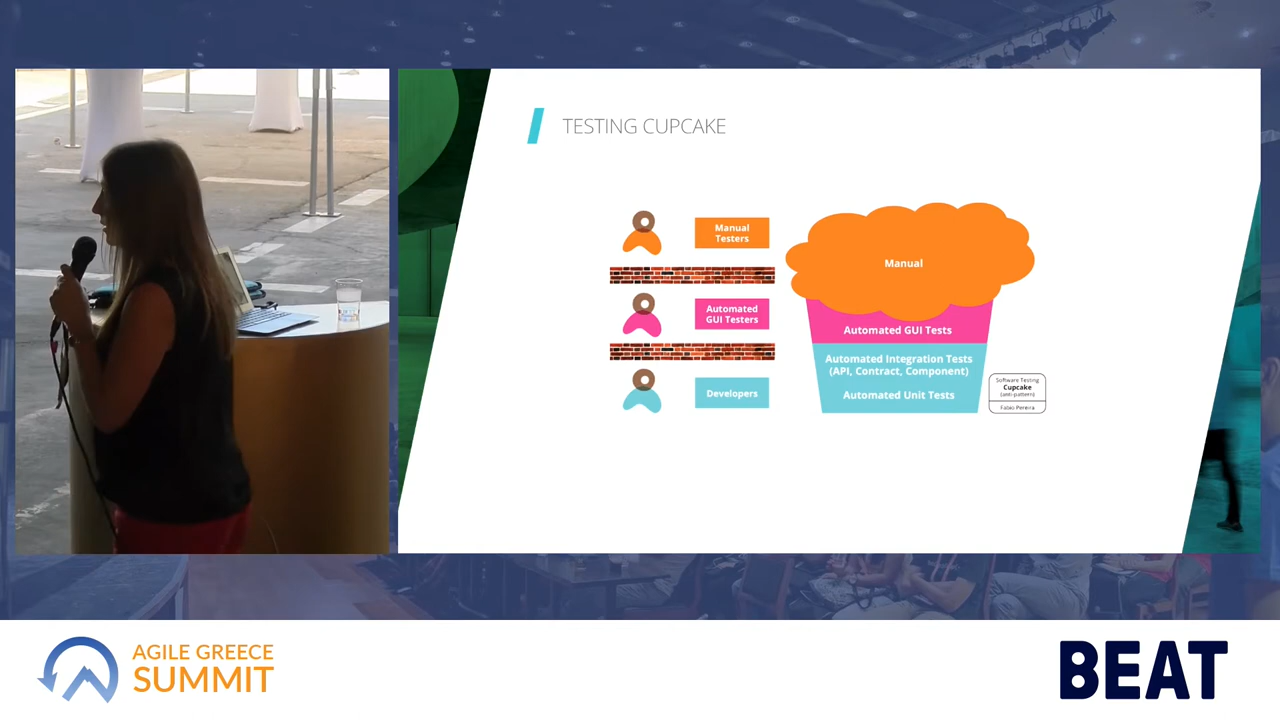 TESTING CUPCAKE
Manual
Testers
Automated
GUI Testers
Developers
Manual
Automated GUI Tests
Automated Integration Tests
(API, Contract, Component)
Automated Unit Tests
Software Testing
Cupcake
(anti-pattern)
Fabio Pereira
AGILE GREECE
SUMMIT
BEAT